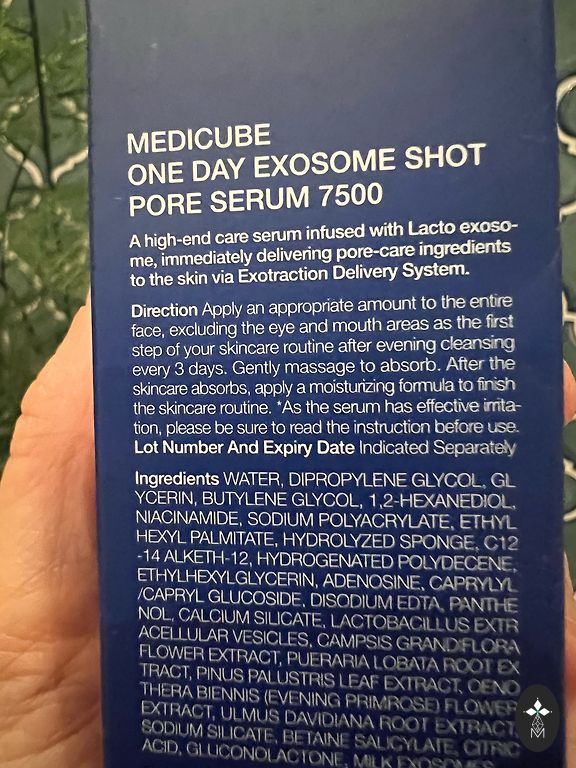 MEDICUBE
ONE DAY EXOSOME SHOT
PORE SERUM 7500
A high-end care serum infused with Lacto exoso-
me, immediately delivering pore-care ingredients
to the skin via Exotraction Delivery System.
Direction Apply an appropriate amount to the entire
face, excluding the eye and mouth areas as the first
step of your skincare routine after evening cleansing
every 3 days. Gently massage to absorb. After the
skincare absorbs, apply a moisturizing formula to finish
the skincare routine. *As the serum has effective irrita-
tion, please be sure to read the instruction before use.
Lot Number And Expiry Date Indicated Separately
Ingredients WATER, DIPROPYLENE GLYCOL, GL
YCERIN, BUTYLENE GLYCOL, 1,2-HEXANEDIOL,
NIACINAMIDE, SODIUM POLYACRYLATE, ETHYL
HEXYL PALMITATE, HYDROLYZED SPONGE, C12
-14 ALKETH-12, HYDROGENATED POLYDECENE,
ETHYLHEXYLGLYCERIN, ADENOSINE, CAPRYLYL
/CAPRYL GLUCOSIDE, DISODIUM EDTA, PANTHE
NOL, CALCIUM SILICATE, LACTOBACILLUS EXTR
ACELLULAR VESICLES, CAMPSIS GRANDIFLORA
FLOWER EXTRACT, PUERARIA LOBATA ROOT EX
TRACT, PINUS PALUSTRIS LEAF EXTRACT, OENO
THERA BIENNIS (EVENING PRIMROSE) FLOWER
EXTRACT, ULMUS DAVIDIANA ROOT EXTRACT,
SODIUM SILICATE, BETAINE SALICYLATE, CITRIC
ACID, GLUCONOLACTONE, MILK EXOSOMES